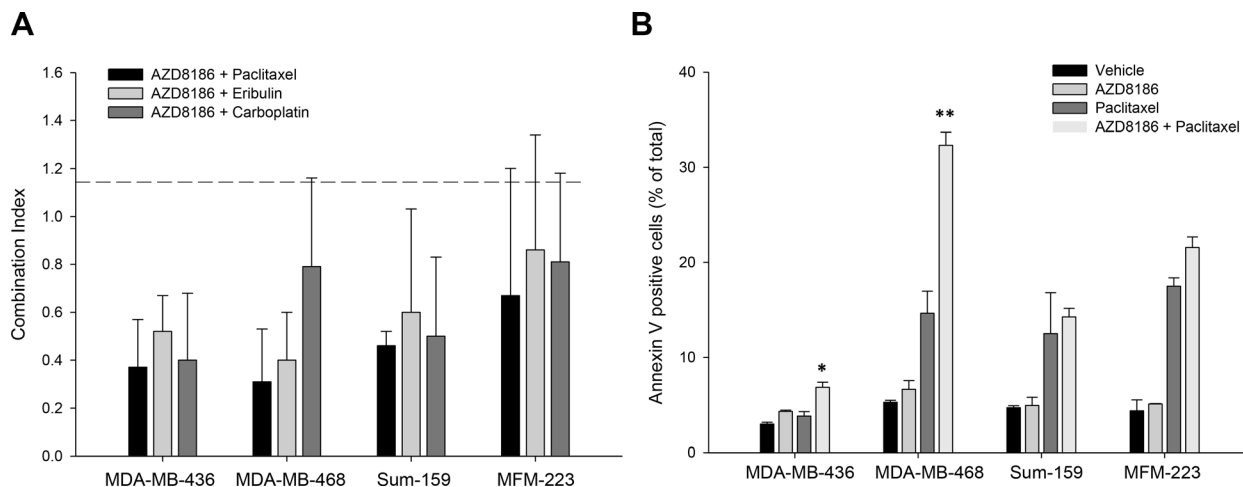 A
Combination Index
1.6
1.4
1.2
1.0
0.8
0.6
0.4
0.2
0.0
AZD8186 + Paclitaxel
AZD8186 + Eribulin
AZD8186 + Carboplatin
MDA-MB-436 MDA-MB-468 Sum-159 MFM-223
B
Annexin V positive cells (% of total)
40
30
20
10
0
Vehicle
AZD8186
Paclitaxel
AZD8186 + Paclitaxel
*
**
MDA-MB-436 MDA-MB-468 Sum-159 MFM-223